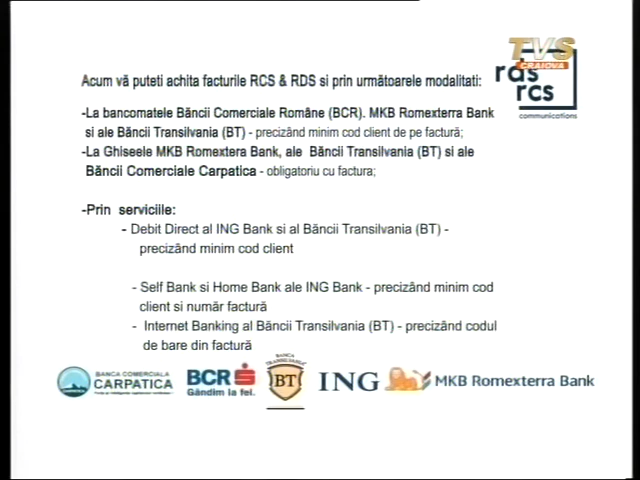 TVS
CRAIOVA
rds
rcs
communications
Acum vă puteti achita facturile RCS & RDS si prin următoarele modalitati:
-La bancomatele Băncii Comerciale Române (BCR). MKB Romexterra Bank
si ale Băncii Transilvania (BT) - precizând minim cod client de pe factură;
-La Ghiseele MKB Romextera Bank, ale Băncii Transilvania (BT) si ale
Băncii Comerciale Carpatica - obligatoriu cu factura;
-Prin serviciile:
- Debit Direct al ING Bank si al Băncii Transilvania (BT) -
precizând minim cod client
- Self Bank si Home Bank ale ING Bank - precizând minim cod
client si număr factură
- Internet Banking al Băncii Transilvania (BT) - precizând codul
de bare din factură
BANCA COMERCIALA
CARPATICA
BCR
Gândim la fel.
BANCA
TRANSILVANIA
BT
ING
MKB Romexterra Bank